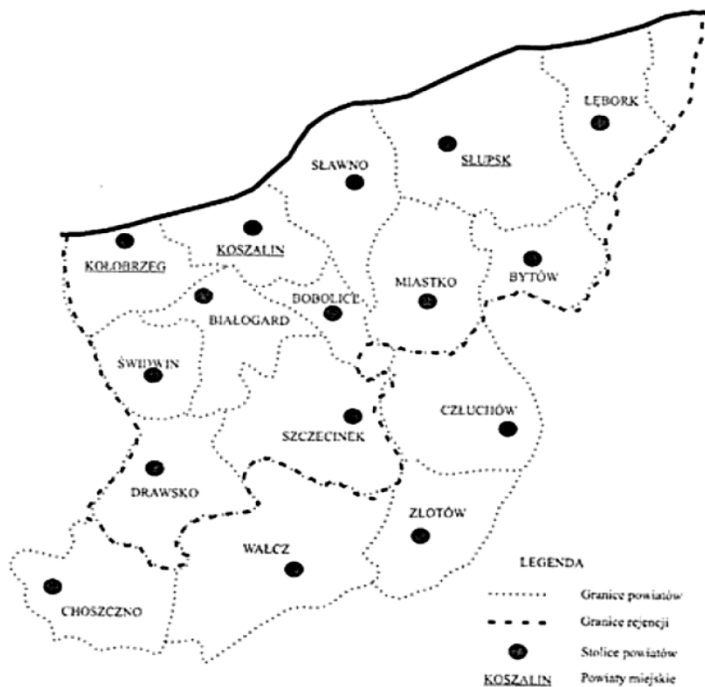 LĘBORK
SŁAWNO
SŁUPSK
KOSZALIN
KOŁOBRZEG
BYTÓW
MIASTKO
BOBOLICE
BIAŁOGARD
ŚWIDWIN
CZŁUCHÓW
SZCZECINEK
DRAWSKO
ZŁOTÓW
WAŁCZ
CHOSZCZNO
LEGENDA
Granice powiatów
Granice rejencji
Stolice powiatów
KOSZALIN Powiaty miejskie